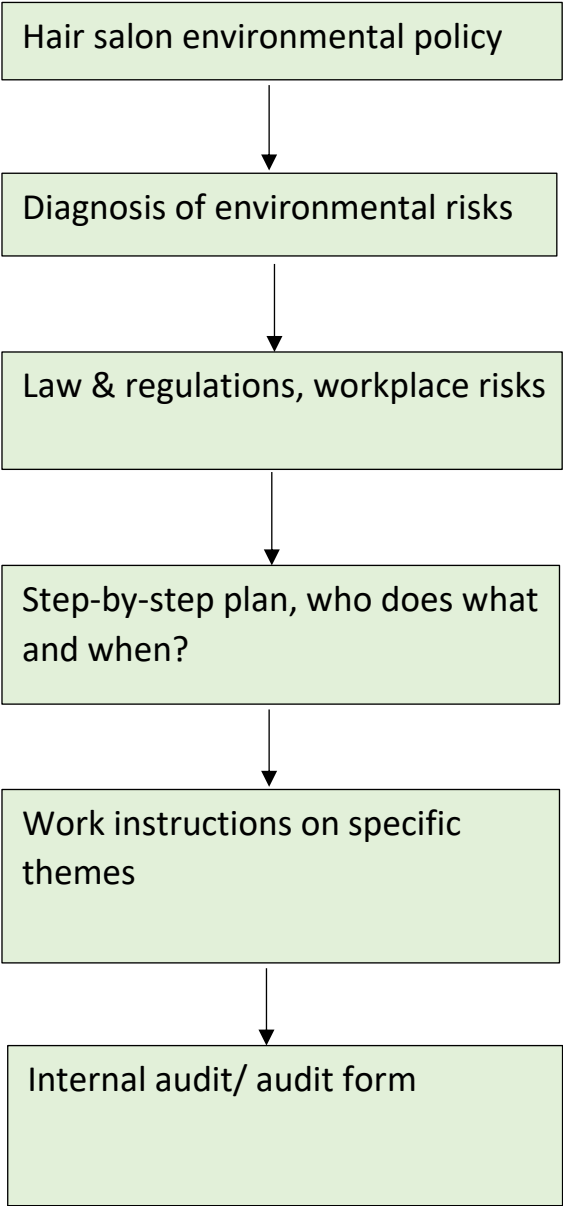 Hair salon environmental policy
Diagnosis of environmental risks
Law & regulations, workplace risks
Step-by-step plan, who does what
and when?
Work instructions on specific
themes
Internal audit/ audit form